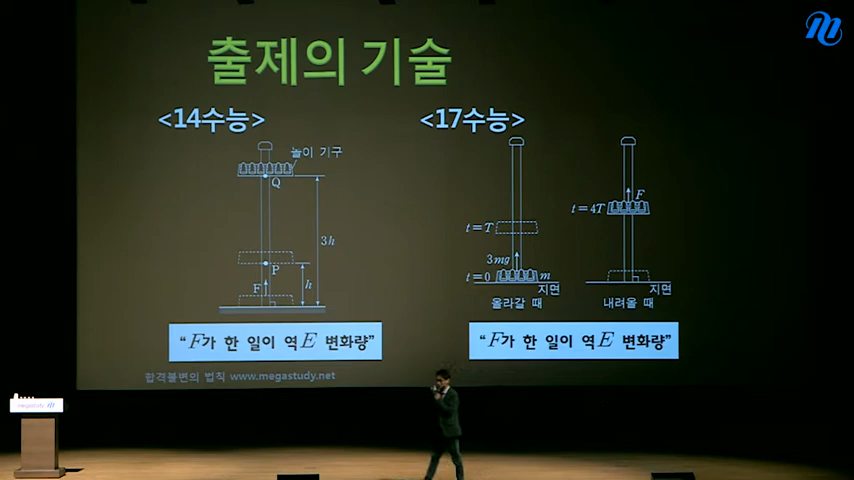 출제의 기술
<14수능>
<17수능>
놀이 기구
Q
3h
P
h
F
F
t=4T
t=T
3mg
t=0
m
지면
지면
올라갈 때
내려올 때
“F가 한 일이 역E 변화량”
“F가 한 일이 역E 변화량”
합격불변의 법칙 www.megastudy.net
megastudy